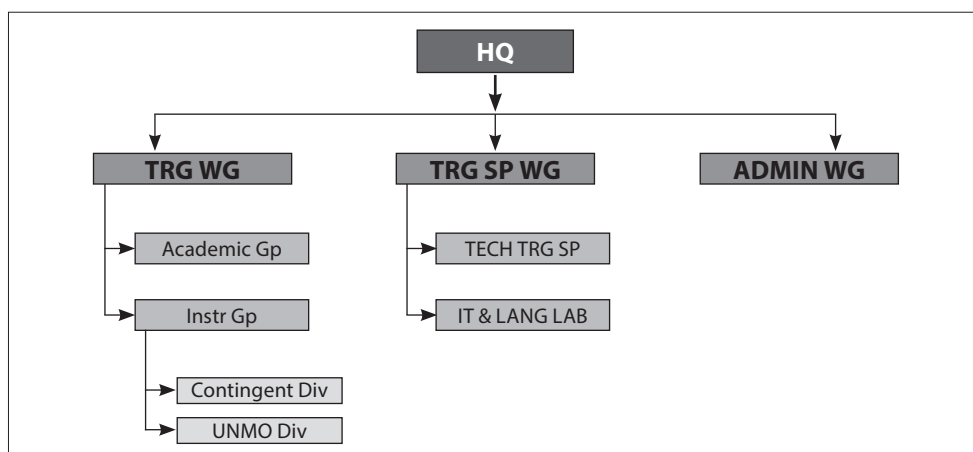 HQ
TRG WG
TRG SP WG
ADMIN WG
Academic Gp
TECH TRG SP
Instr Gp
IT & LANG LAB
Contingent Div
UNMO Div